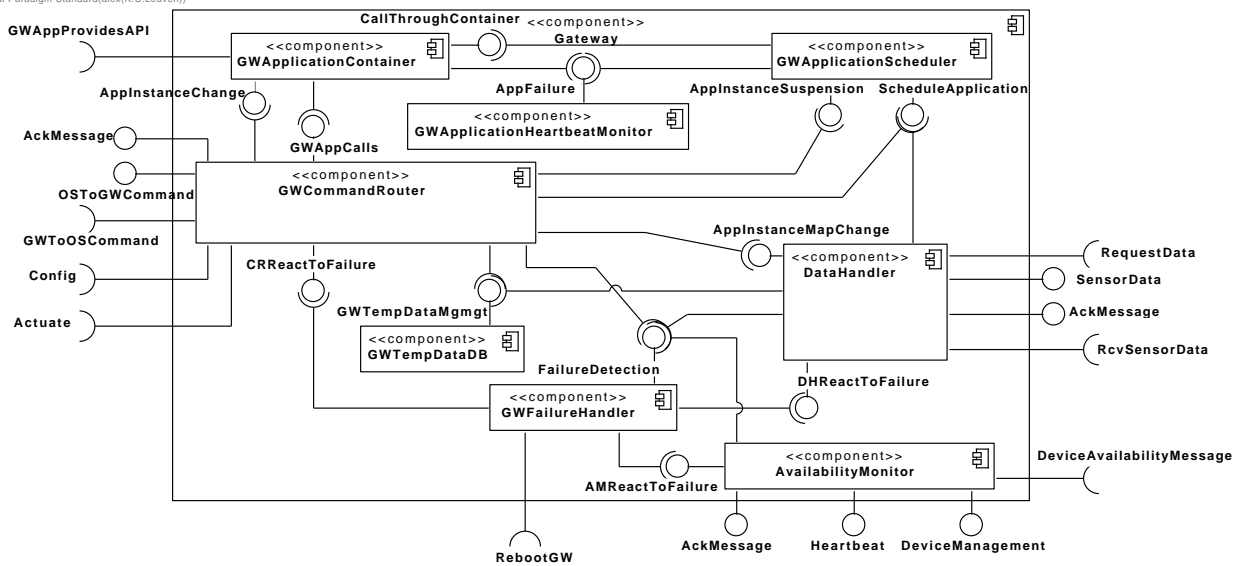 CallThroughContainer
<<component>>
Gateway
GWAppProvidesAPI
<<component>>
GWApplicationContainer
<<component>>
GWApplicationScheduler
AppInstanceChange
AppFailure
AppInstanceSuspension
ScheduleApplication
<<component>>
GWApplicationHeartbeatMonitor
AckMessage
GWAppCalls
<<component>>
GWCommandRouter
OSToGWCommand
GWToOSCommand
AppInstanceMapChange
<<component>>
DataHandler
RequestData
CRReactToFailure
Config
SensorData
GWTempDataMgmgt
AckMessage
Actuate
<<component>>
GWTempDataDB
RcvSensorData
FailureDetection
DHReactToFailure
<<component>>
GWFailureHandler
<<component>>
AvailabilityMonitor
DeviceAvailabilityMessage
AMReactToFailure
RebootGW
AckMessage
Heartbeat
DeviceManagement